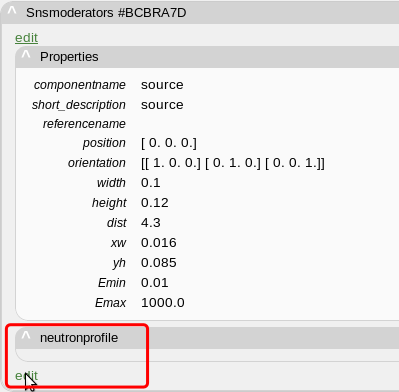 Snsmoderators #BCBRA7D
edit
Properties
componentname source
short_description source
referencename
position [ 0. 0. 0.]
orientation [[ 1. 0. 0.] [ 0. 1. 0.] [ 0. 0. 1.]]
width 0.1
height 0.12
dist 4.3
xw 0.016
yh 0.085
Emin 0.01
Emax 1000.0
neutronprofile
edit